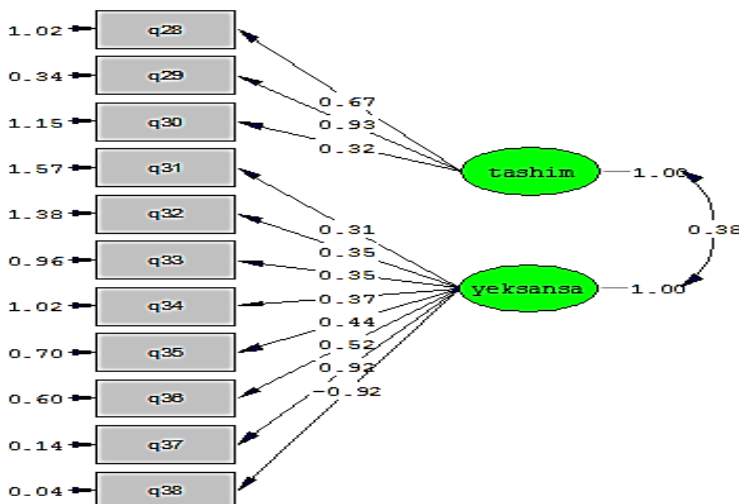 1.02 q28
0.34 q29
1.15 q30
1.57 q31
1.38 q32
0.96 q33
1.02 q34
0.70 q35
0.60 q36
0.14 q37
0.04 q38
0.67
0.93
0.32
0.31
0.35
0.35
0.37
0.44
0.52
0.92
-0.92
tashim 1.00
0.38
yeksansa 1.00